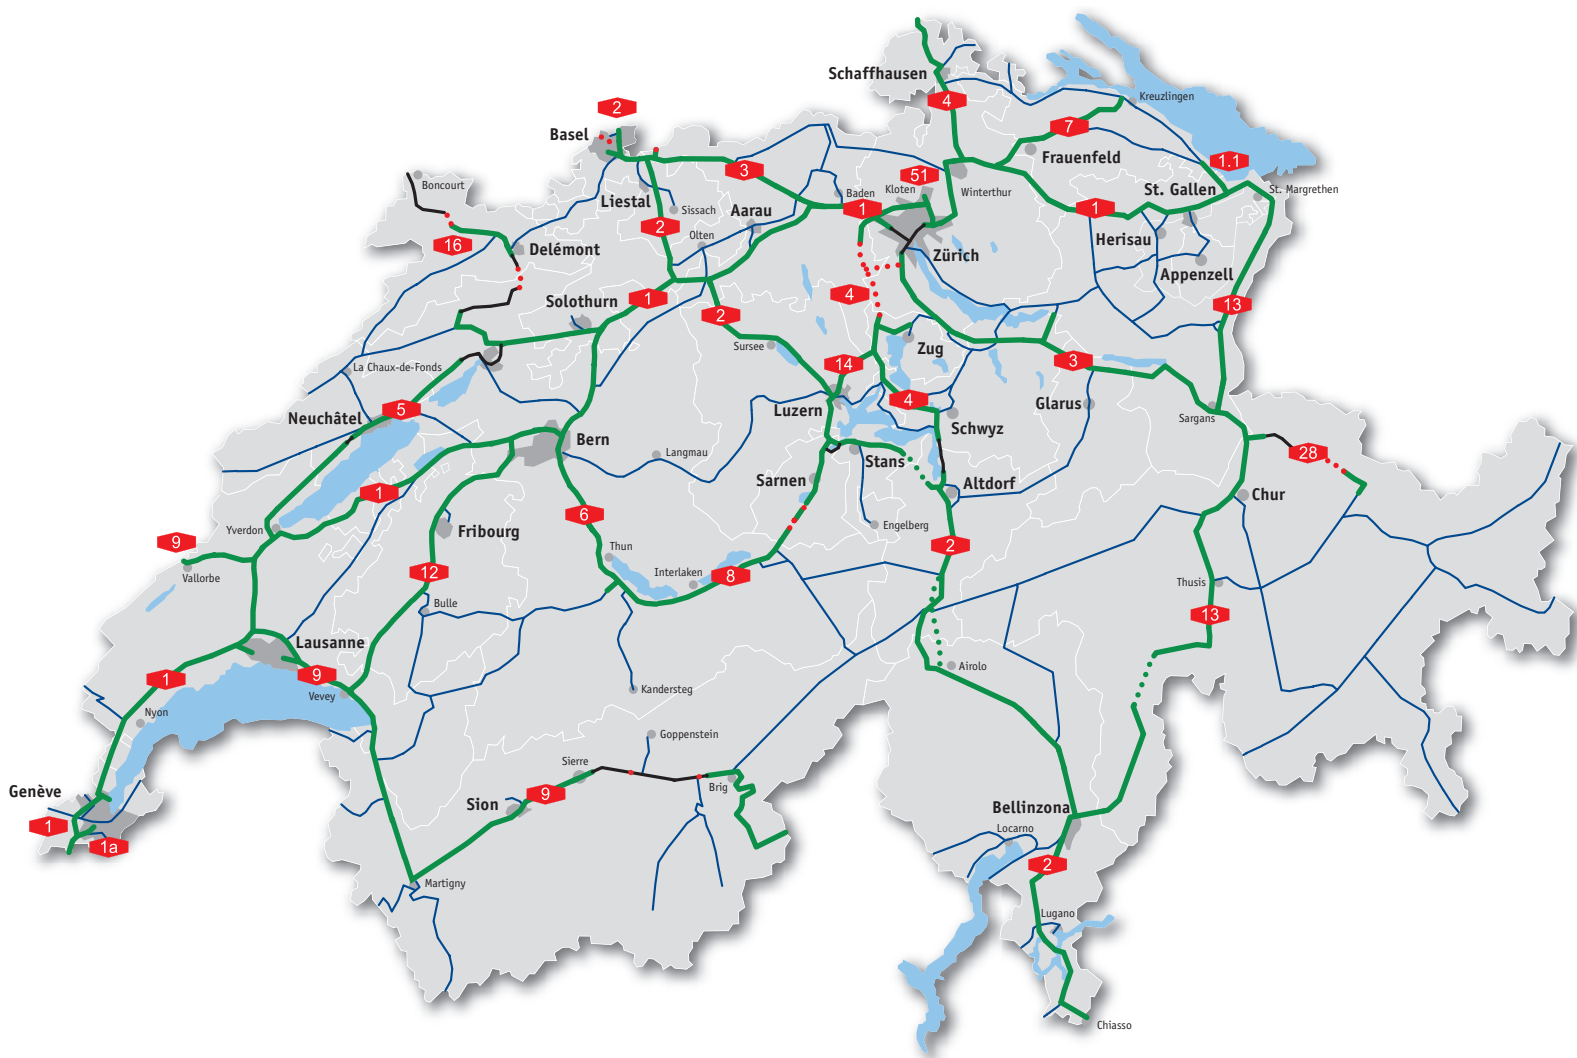 Schaffhausen
4
Kreuzlingen
2
Basel
7
Frauenfeld
1.1
3
51
Kloten
Winterthur
St. Gallen
St. Margrethen
Boncourt
Liestal
Sissach
Aarau
Baden
1
1
2
Olten
Herisau
16
Delémont
Zürich
Appenzell
Solothurn
1
4
13
2
Sursee
Zug
La Chaux-de-Fonds
14
3
Neuchâtel
5
Luzern
4
Glarus
Schwyz
Sargans
Bern
Langmau
Stans
28
Sarnen
Altdorf
Chur
1
Yverdon
Fribourg
6
Engelberg
9
Vallorbe
Thun
2
12
Interlaken
8
Thusis
Bulle
13
Lausanne
1
9
Airolo
Vevey
Kandersteg
Nyon
Goppenstein
Sierre
Genève
Sion
9
Brig
Bellinzona
1
1a
Locarno
2
Martigny
Lugano
Chiasso